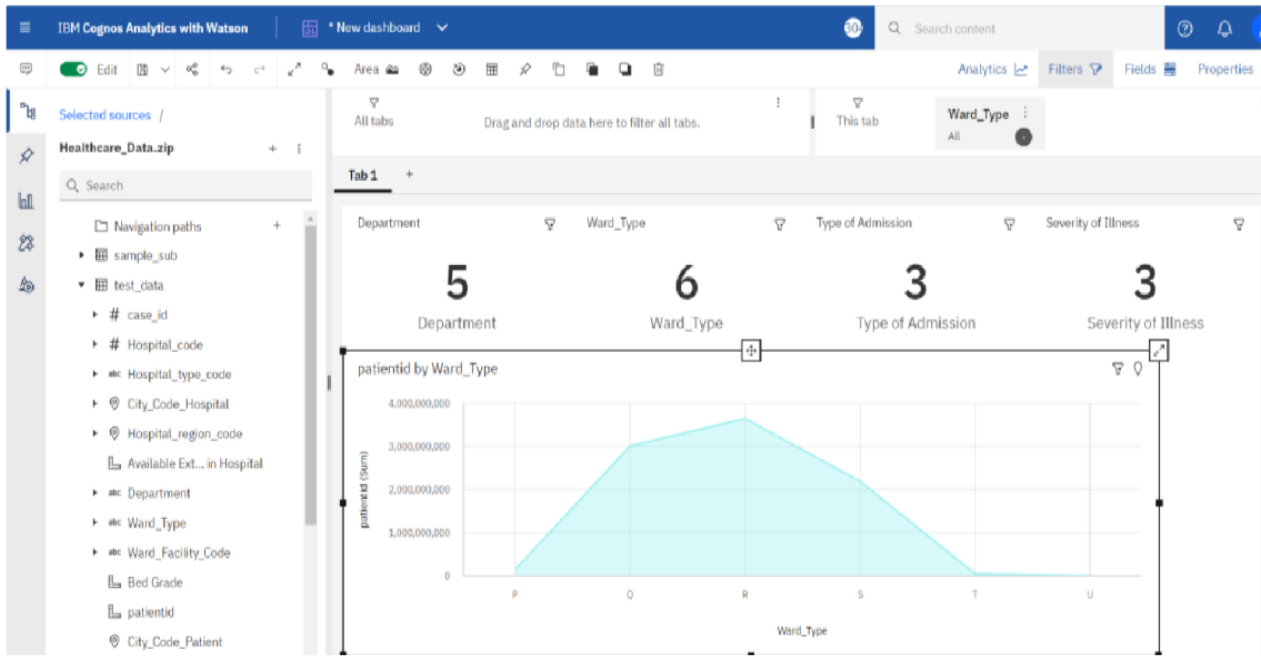 IBM Cognos Analytics with Watson
* New dashboard
Search content
Edit
Area
Analytics
Filters
Fields
Properties
Selected sources /
Healthcare_Data.zip
Search
Navigation paths
sample_sub
test_data
# case_id
# Hospital_code
abc Hospital_type_code
City_Code_Hospital
Hospital_region_code
Available Ext... in Hospital
abc Department
abc Ward_Type
abc Ward_Facility_Code
Bed Grade
patientid
City_Code_Patient
All tabs
Drag and drop data here to filter all tabs.
This tab
Ward_Type
All
Tab 1
Department
Ward_Type
Type of Admission
Severity of Illness
5
6
3
3
Department
Ward_Type
Type of Admission
Severity of Illness
patientid by Ward_Type
patientid (Sum)
4,000,000,000
3,000,000,000
2,000,000,000
1,000,000,000
0
P Q R S T U
Ward_Type